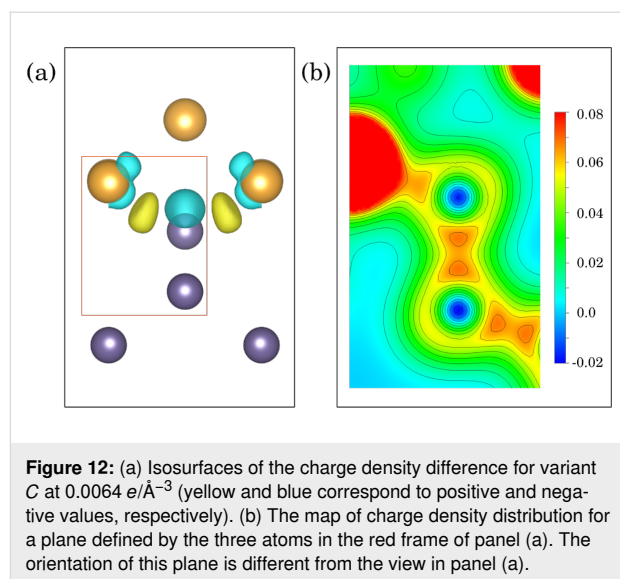 (a)
(b)
0.08
0.06
0.04
0.02
0.0
-0.02
Figure 12: (a) Isosurfaces of the charge density difference for variant
C at 0.0064 e/Å−3 (yellow and blue correspond to positive and nega-
tive values, respectively). (b) The map of charge density distribution for
a plane defined by the three atoms in the red frame of panel (a). The
orientation of this plane is different from the view in panel (a).